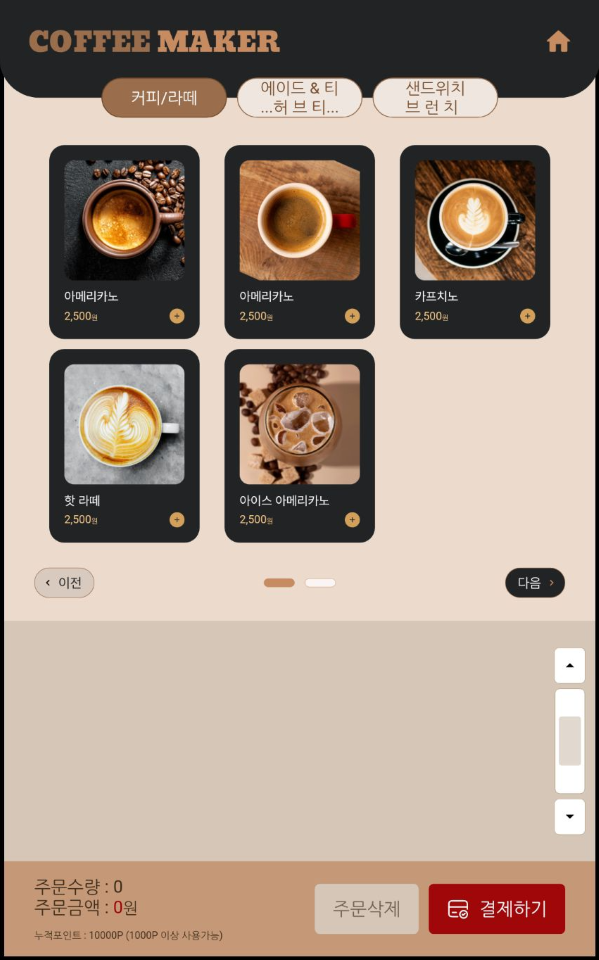 COFFEE MAKER
커피/라떼
에이드 & 티
...허 브 티...
샌드위치
브 런 치
아메리카노
2,500원
아메리카노
2,500원
카프치노
2,500원
핫 라떼
2,500원
아이스 아메리카노
2,500원
이전
다음
주문수량 : 0
주문금액 : 0원
누적포인트 : 10000P (1000P 이상 사용가능)
주문삭제
결제하기